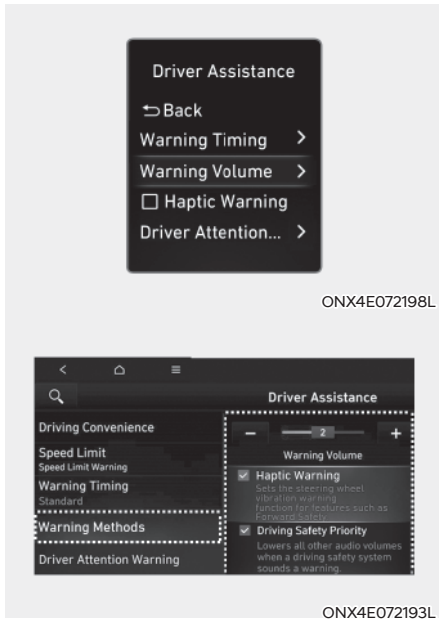 Driver Assistance
Back
Warning Timing
Warning Volume
Haptic Warning
Driver Attention...
ONX4E072198L
Driver Assistance
Driving Convenience
Speed Limit
Speed Limit Warning
Warning Timing
Standard
Warning Methods
Driver Attention Warning
- 2 +
Warning Volume
Haptic Warning
Sets the steering wheel
vibration warning
function for features such as
Forward Safety.
Driving Safety Priority
Lowers all other audio volumes
when a driving safety system
sounds a warning.
ONX4E072193L